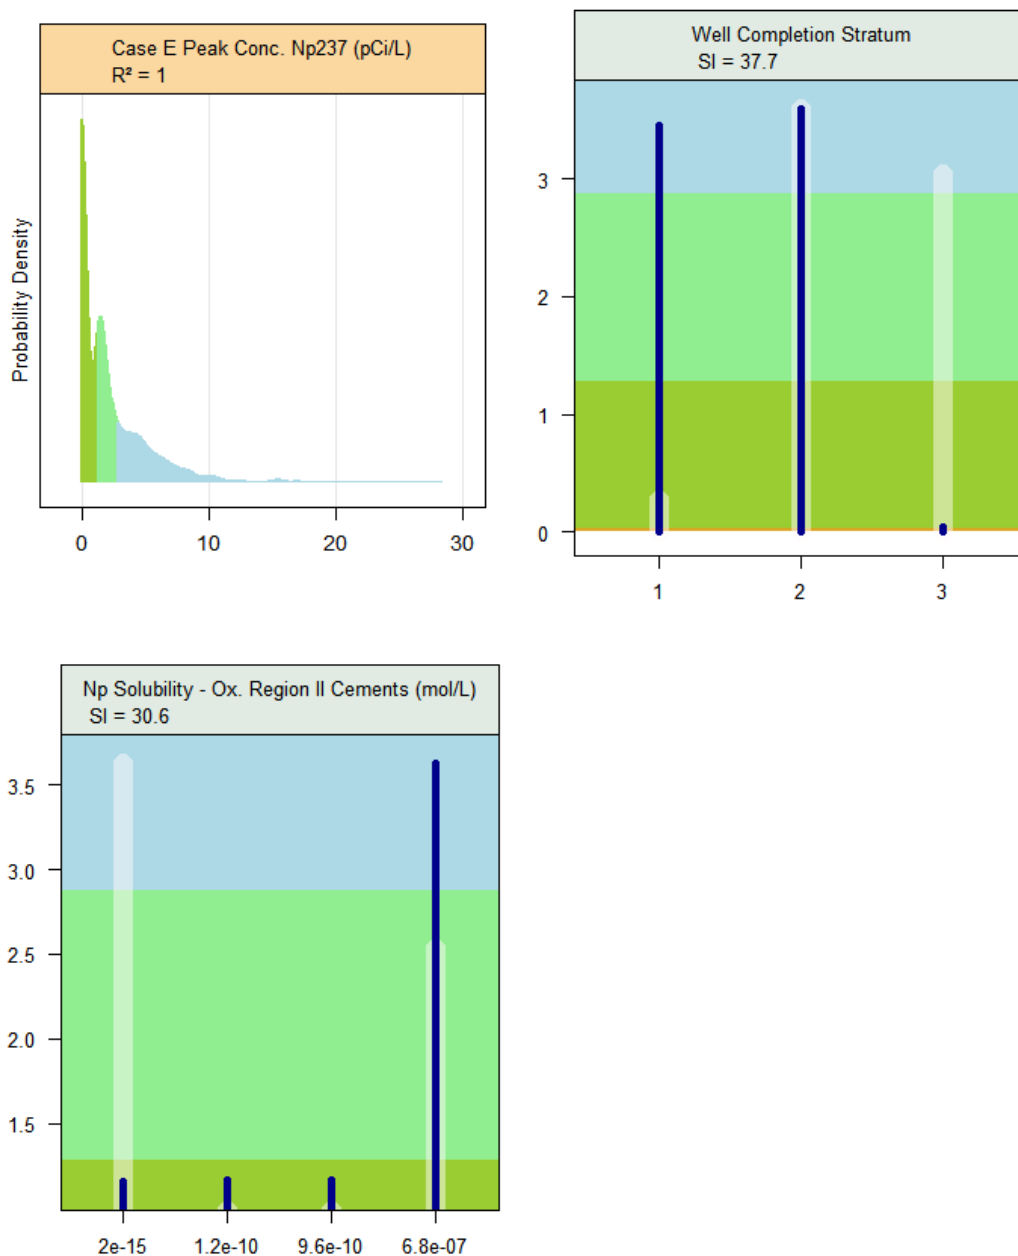 Case E Peak Conc. Np237 (pCi/L)
R² = 1
Probability Density
0
10
20
30
Well Completion Stratum
SI = 37.7
3
2
1
0
1
2
3
Np Solubility - Ox. Region II Cements (mol/L)
SI = 30.6
3.5
3.0
2.5
2.0
1.5
2e-15
1.2e-10
9.6e-10
6.8e-07